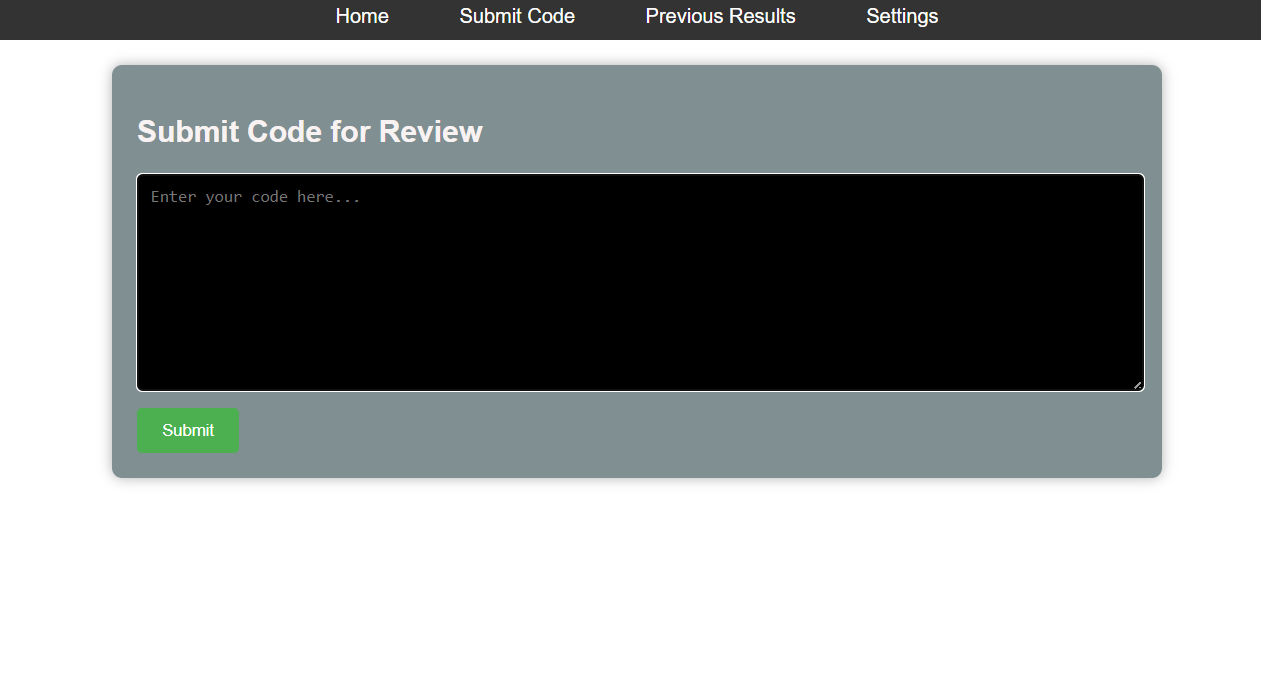 Home Submit Code Previous Results Settings
Submit Code for Review
Enter your code here...
Submit